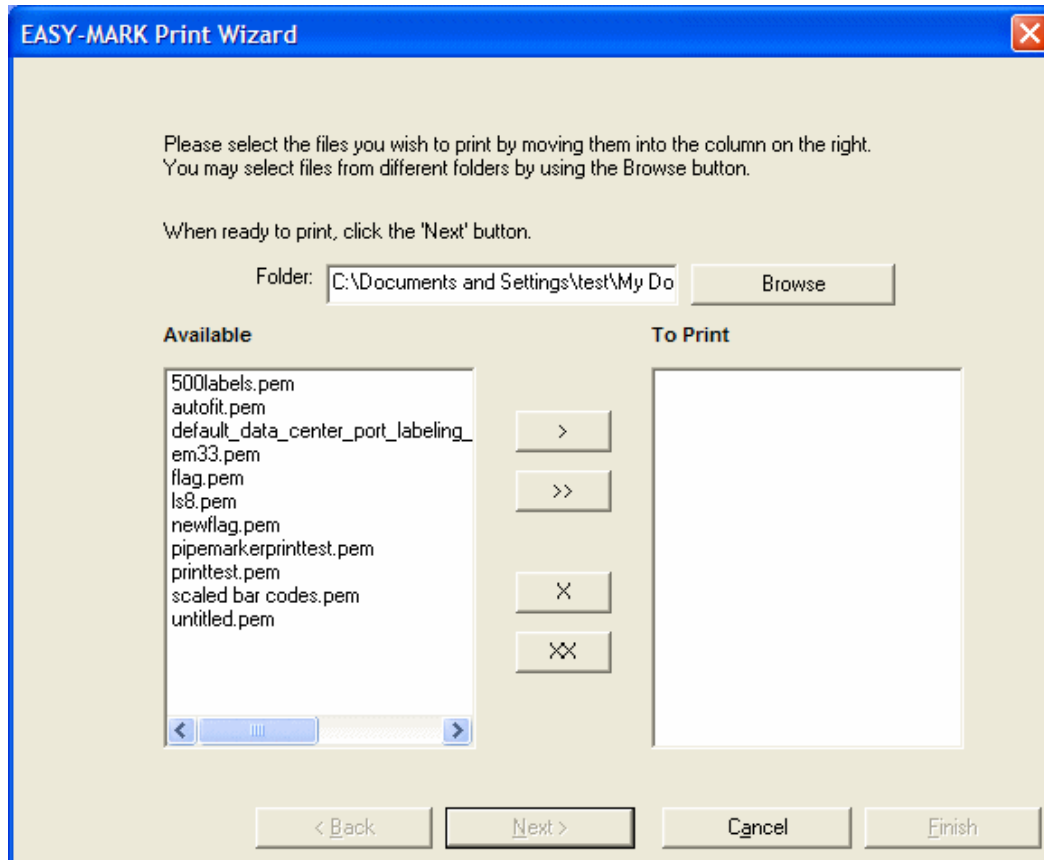 EASY-MARK Print Wizard
Please select the files you wish to print by moving them into the column on the right.
You may select files from different folders by using the Browse button.
When ready to print, click the 'Next' button.
Folder: C:\Documents and Settings\test\My Do Browse
Available To Print
500labels.pem
autofit.pem
default_data_center_port_labeling_
em33.pem
flag.pem
ls8.pem
newflag.pem
pipemarkerprinttest.pem
printtest.pem
scaled bar codes.pem
untitled.pem
>
>>
X
XX
< Back Next > Cancel Finish